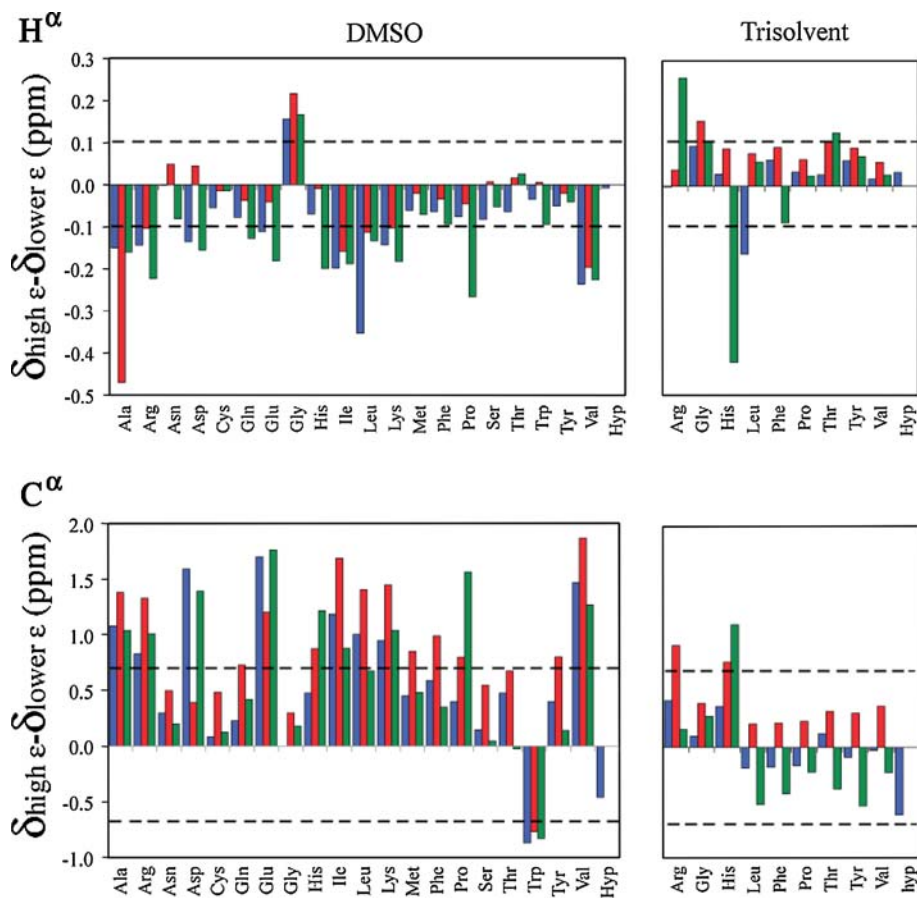 Hα
DMSO
Trisolvent
δhigh ε-δlower ε (ppm)
0.3
0.2
0.1
0.0
-0.1
-0.2
-0.3
-0.4
-0.5
Ala Arg Asn Asp Cys Gln Glu Gly His Ile Leu Lys Met Phe Pro Ser Thr Trp Tyr Val Hyp
Arg Gly His Leu Phe Pro Thr Tyr Val Hyp
Cα
δhigh ε-δlower ε (ppm)
2.0
1.5
1.0
0.5
0.0
-0.5
-1.0
Ala Arg Asn Asp Cys Gln Glu Gly His Ile Leu Lys Met Phe Pro Ser Thr Trp Tyr Val Hyp
Arg Gly His Leu Phe Pro Thr Tyr Val hyp